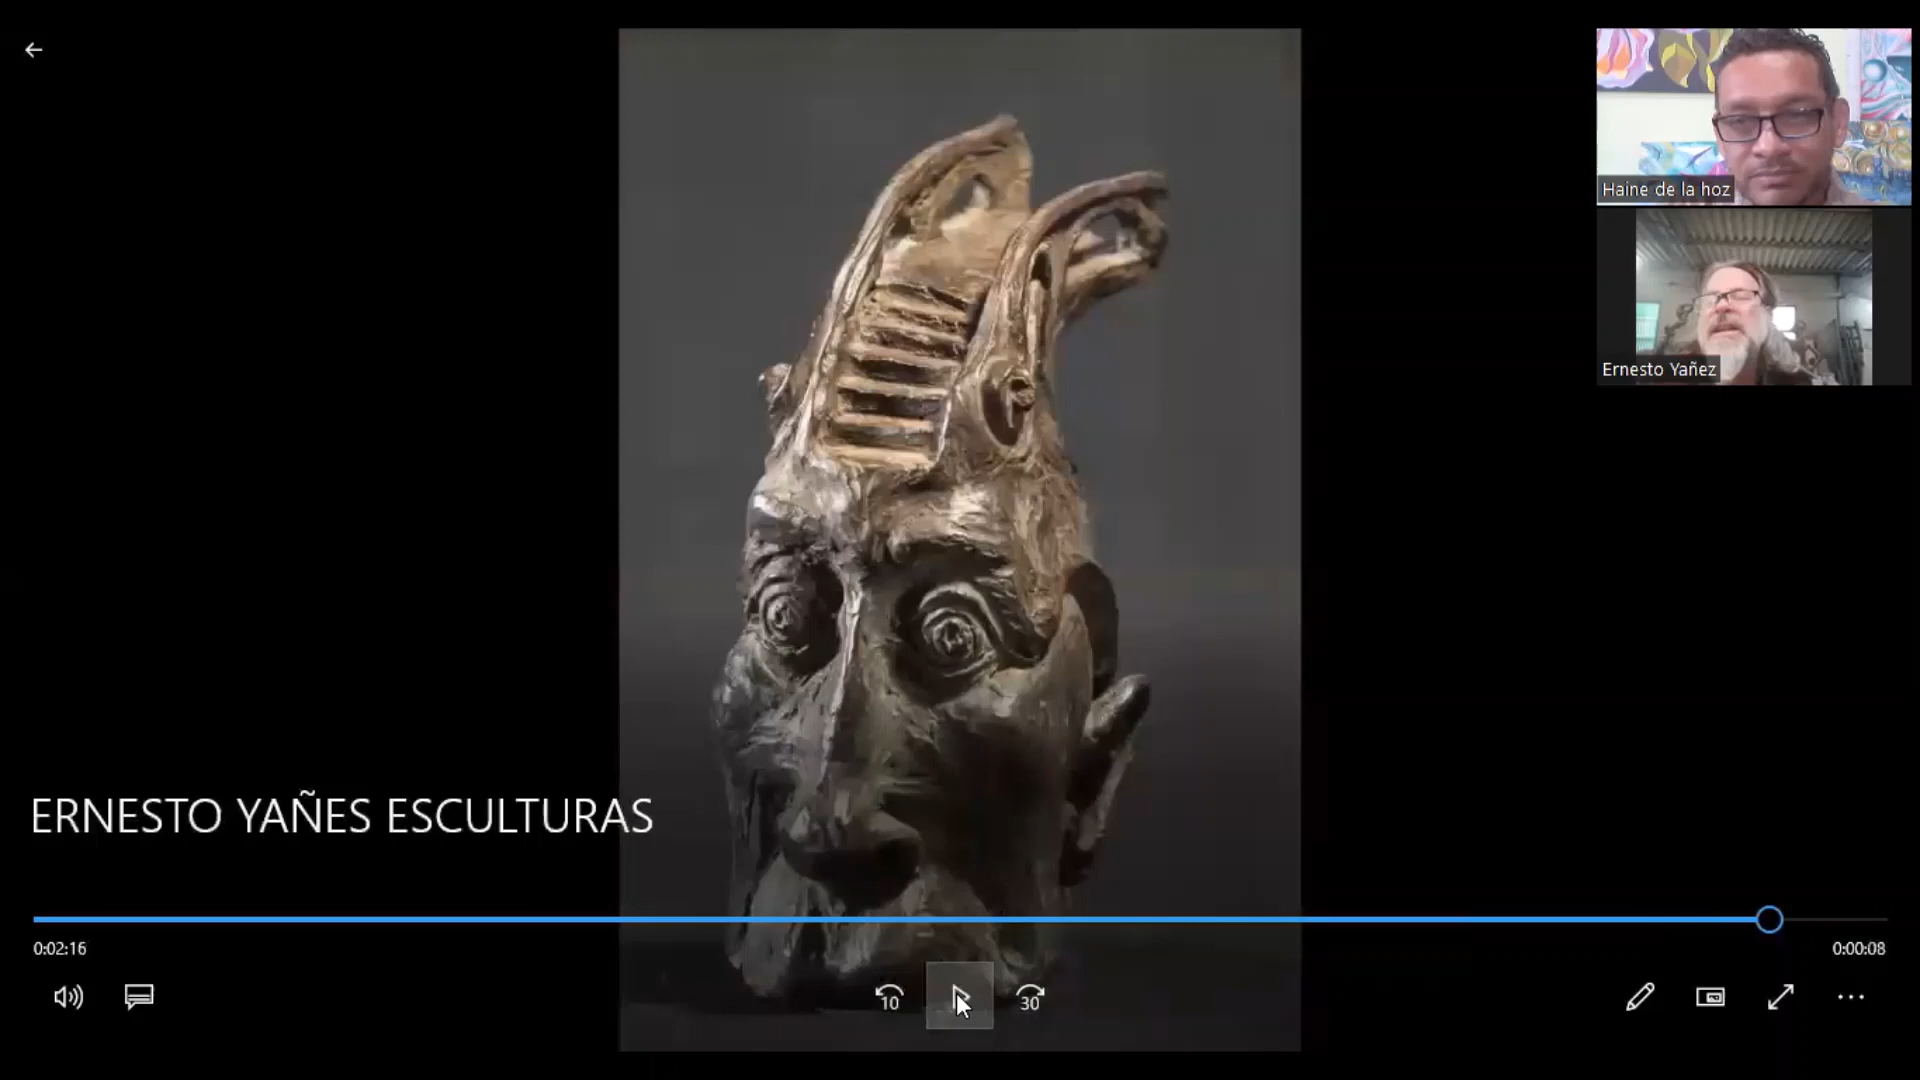 Haine de la hoz
Ernesto Yañez
ERNESTO YAÑES ESCULTURAS
0:02:16
0:00:08
10
30